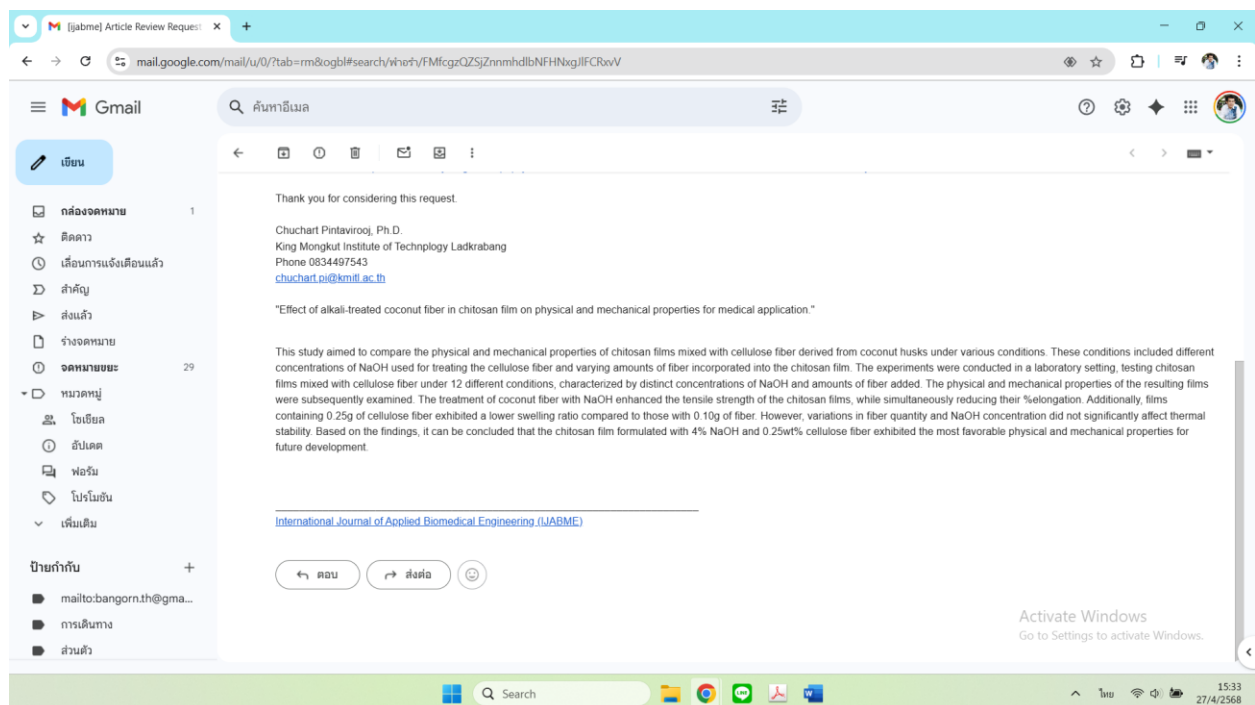 [ijabme] Article Review Request
mail.google.com/mail/u/0/?tab=rm&ogbl#search/พาหะร่า/FMfcgzQZSjZnnmhdlbNFHNxgJlFCRxvV
Gmail
ค้นหาอีเมล
เขียน
กล่องจดหมาย 1
ติดดาว
เลื่อนการแจ้งเตือนแล้ว
สำคัญ
ส่งแล้ว
ร่างจดหมาย
จดหมายขยะ 29
หมวดหมู่
โซเชียล
อัปเดต
ฟอรัม
โปรโมชัน
เพิ่มเติม
ป้ายกำกับ
mailto:bangorn.th@gma...
การเดินทาง
ส่วนตัว
Thank you for considering this request.
Chuchart Pintavirooj, Ph.D.
King Mongkut Institute of Technplogy Ladkrabang
Phone 0834497543
chuchart.pi@kmitl.ac.th
"Effect of alkali-treated coconut fiber in chitosan film on physical and mechanical properties for medical application."
This study aimed to compare the physical and mechanical properties of chitosan films mixed with cellulose fiber derived from coconut husks under various conditions. These conditions included different
concentrations of NaOH used for treating the cellulose fiber and varying amounts of fiber incorporated into the chitosan film. The experiments were conducted in a laboratory setting, testing chitosan
films mixed with cellulose fiber under 12 different conditions, characterized by distinct concentrations of NaOH and amounts of fiber added. The physical and mechanical properties of the resulting films
were subsequently examined. The treatment of coconut fiber with NaOH enhanced the tensile strength of the chitosan films, while simultaneously reducing their %elongation. Additionally, films
containing 0.25g of cellulose fiber exhibited a lower swelling ratio compared to those with 0.10g of fiber. However, variations in fiber quantity and NaOH concentration did not significantly affect thermal
stability. Based on the findings, it can be concluded that the chitosan film formulated with 4% NaOH and 0.25wt% cellulose fiber exhibited the most favorable physical and mechanical properties for
future development.
International Journal of Applied Biomedical Engineering (IJABME)
ตอบ
ส่งต่อ
Activate Windows
Go to Settings to activate Windows.
Search
ไทย
15:33
27/4/2568